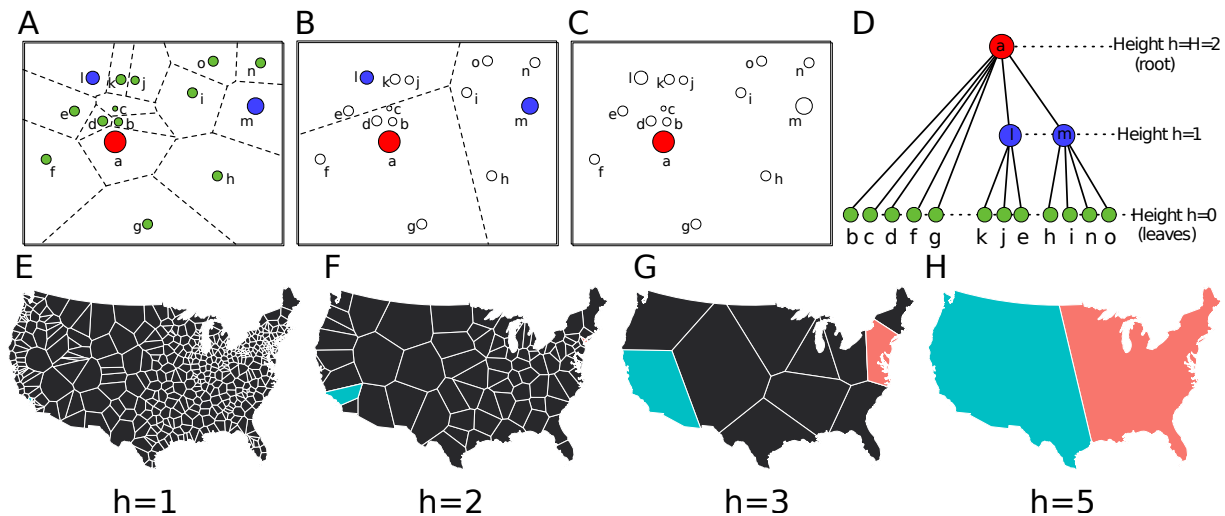 A
B
C
D
l
k
j
o
n
i
e
c
d
b
m
a
f
h
g
l
k
j
o
n
i
e
c
d
b
m
a
f
h
g
l
k
j
o
n
i
e
c
d
b
m
a
f
h
g
a
Height h=H=2
(root)
l
m
Height h=1
Height h=0
(leaves)
b c d f g k j e h i n o
E
F
G
H
h=1
h=2
h=3
h=5